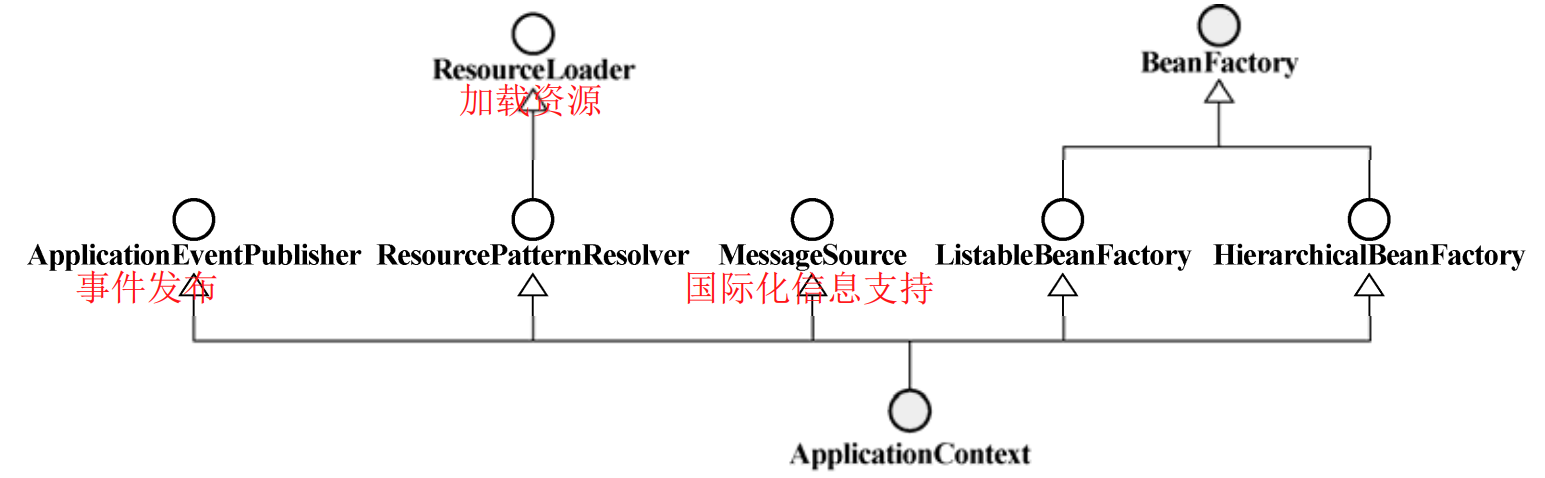 ResourceLoader
加载资源
BeanFactory
ApplicationEventPublisher
事件发布
ResourcePatternResolver
MessageSource
国际化信息支持
ListableBeanFactory
HierarchicalBeanFactory
ApplicationContext